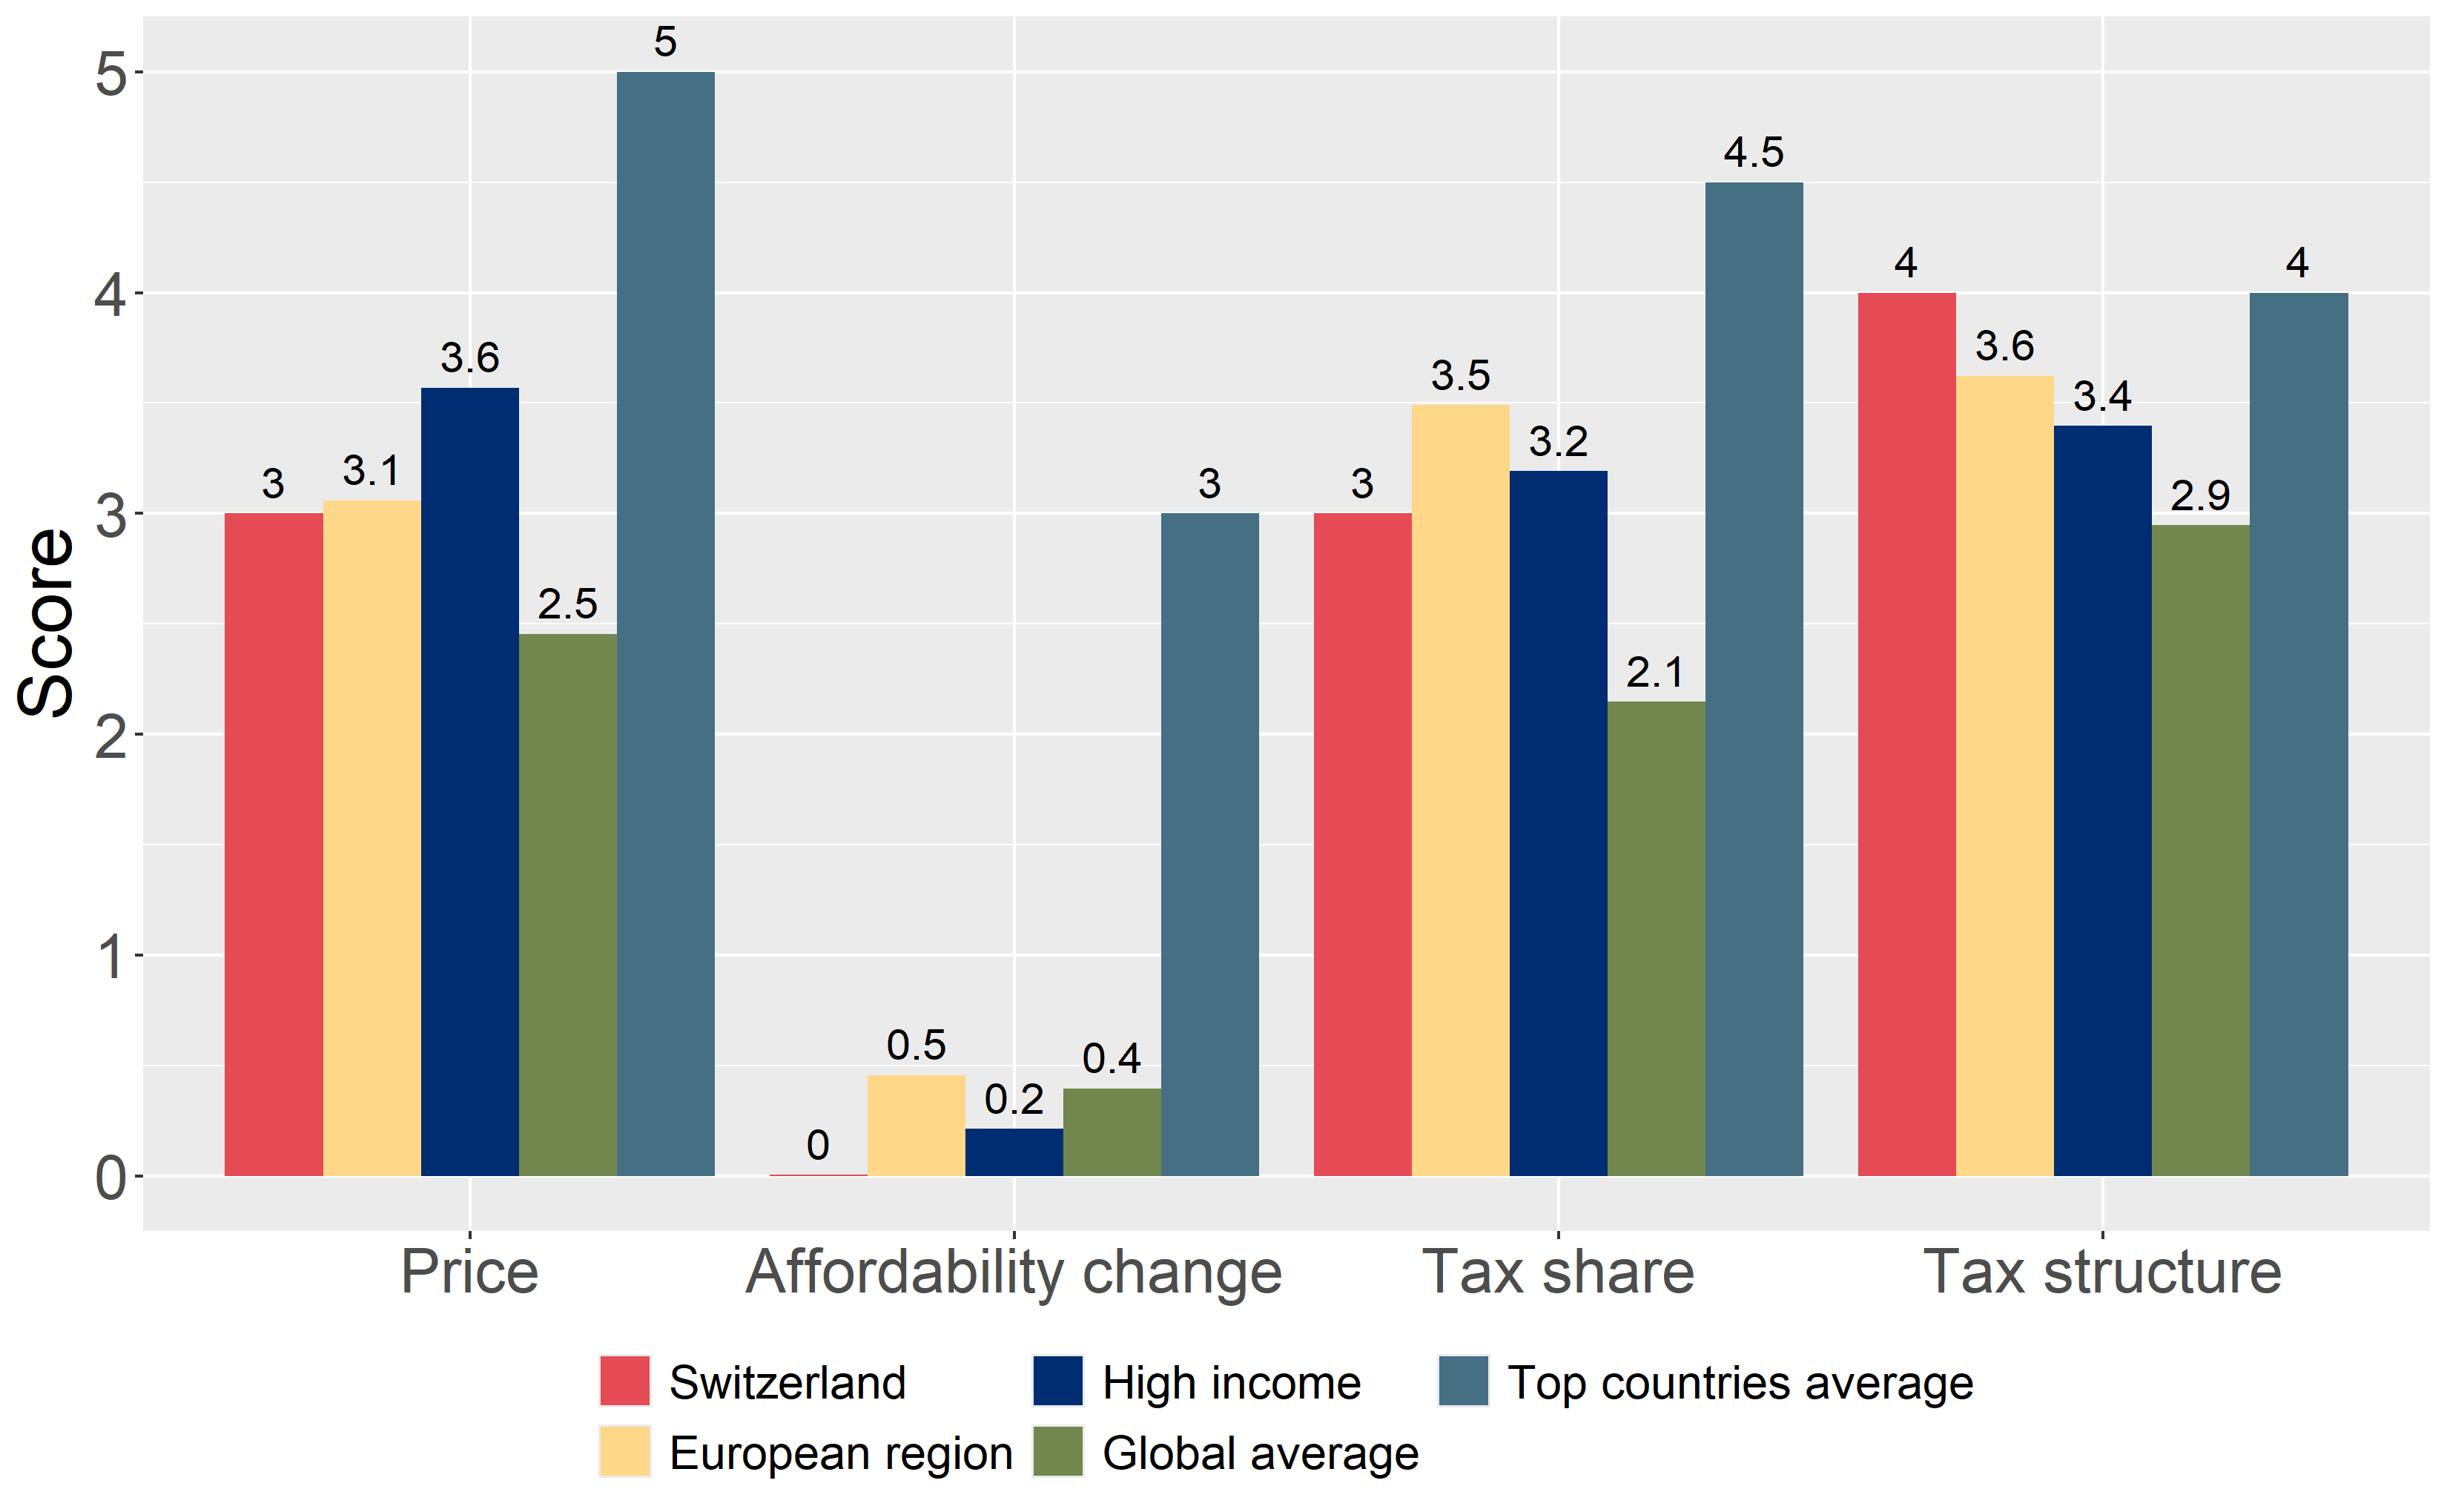 Score
5
4
3
2
1
0
3
3.1
3.6
2.5
5
0
0.5
0.2
0.4
3
3
3.5
3.2
2.1
4.5
4
3.6
3.4
2.9
4
Price
Affordability change
Tax share
Tax structure
Switzerland
High income
Top countries average
European region
Global average